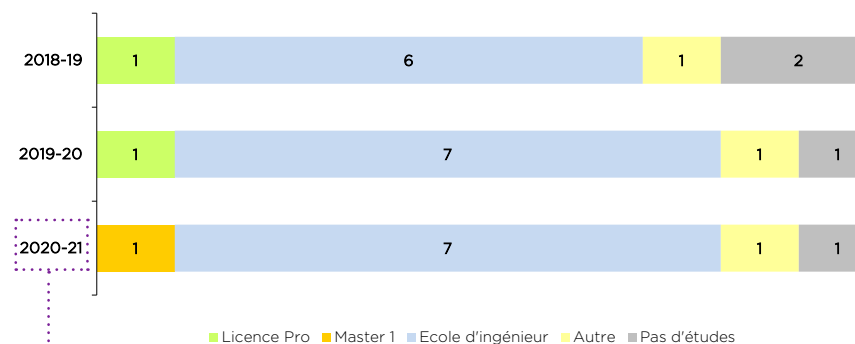 2018-19 1 6 1 2
2019-20 1 7 1 1
2020-21 1 7 1 1
Licence Pro Master 1 Ecole d'ingénieur Autre Pas d'études